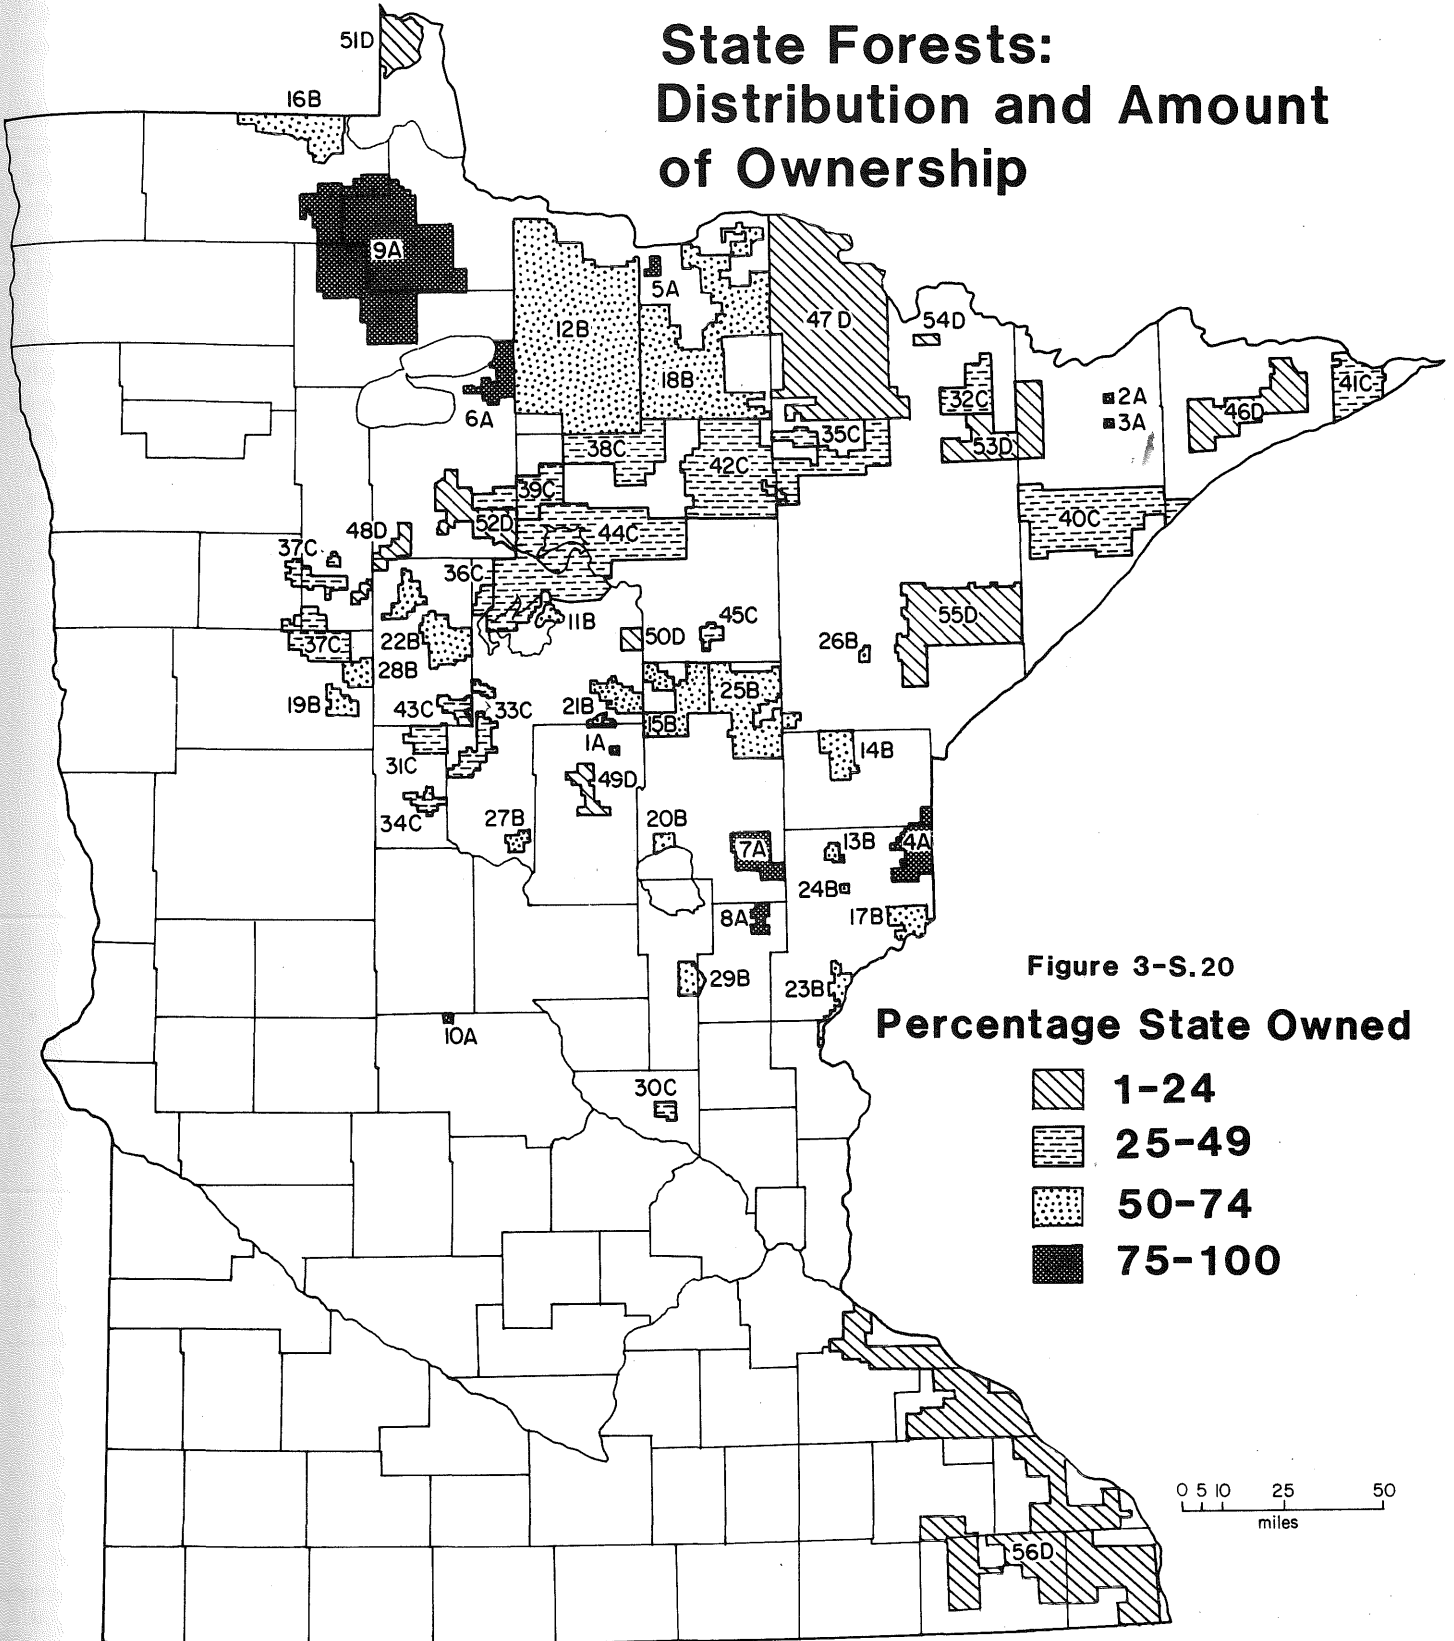 State Forests:
Distribution and Amount
of Ownership
51D
16B
9A
5A
12B
47D
54D
18B
32C
2A
41C
3A
46D
6A
38C
35C
53D
42C
39C
52D
44C
40C
48D
37C
36C
11B
45C
55D
50D
26B
22B
37C
28B
25B
19B
43C
33C
21B
15B
1A
14B
31C
49D
34C
27B
20B
7A
13B
4A
24B
8A
17B
29B
23B
10A
30C
56D
Figure 3-S.20
Percentage State Owned
1-24
25-49
50-74
75-100
0 5 10 25 50
miles